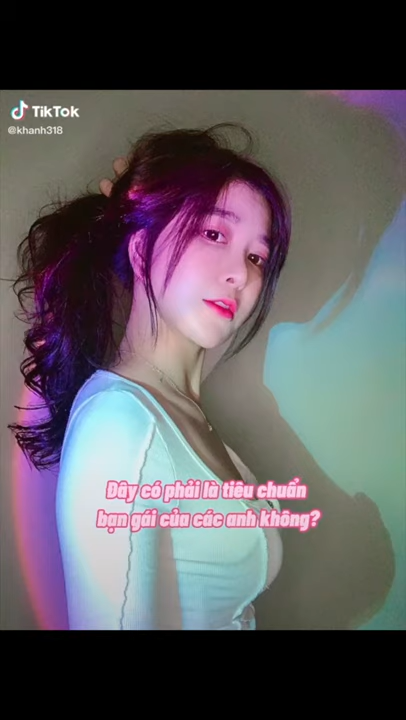 TikTok
@khanh318
Đây có phải là tiêu chuẩn
bạn gái của các anh không?